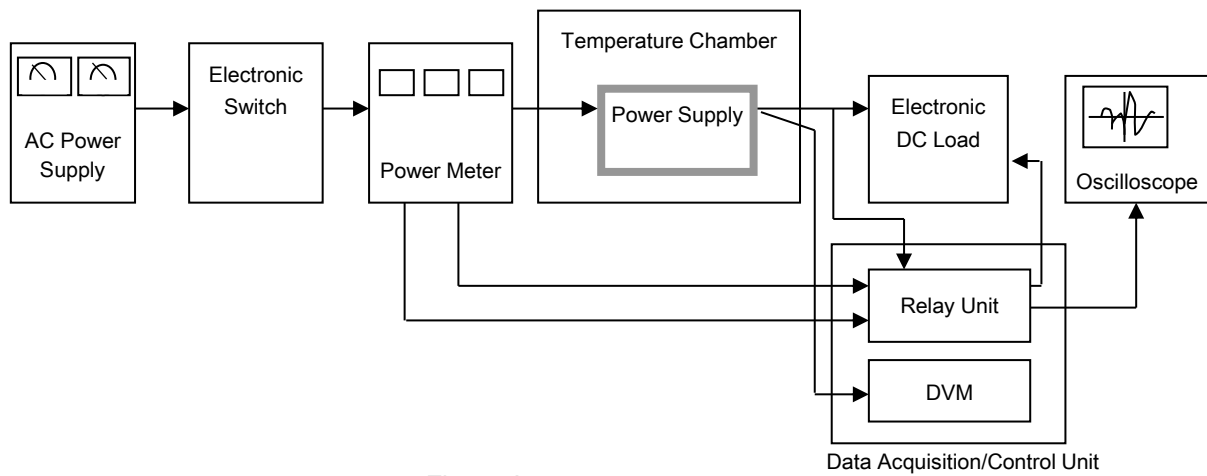 Temperature Chamber
AC Power
Supply
Electronic
Switch
Power Meter
Power Supply
Electronic
DC Load
Oscilloscope
Relay Unit
DVM
Data Acquisition/Control Unit